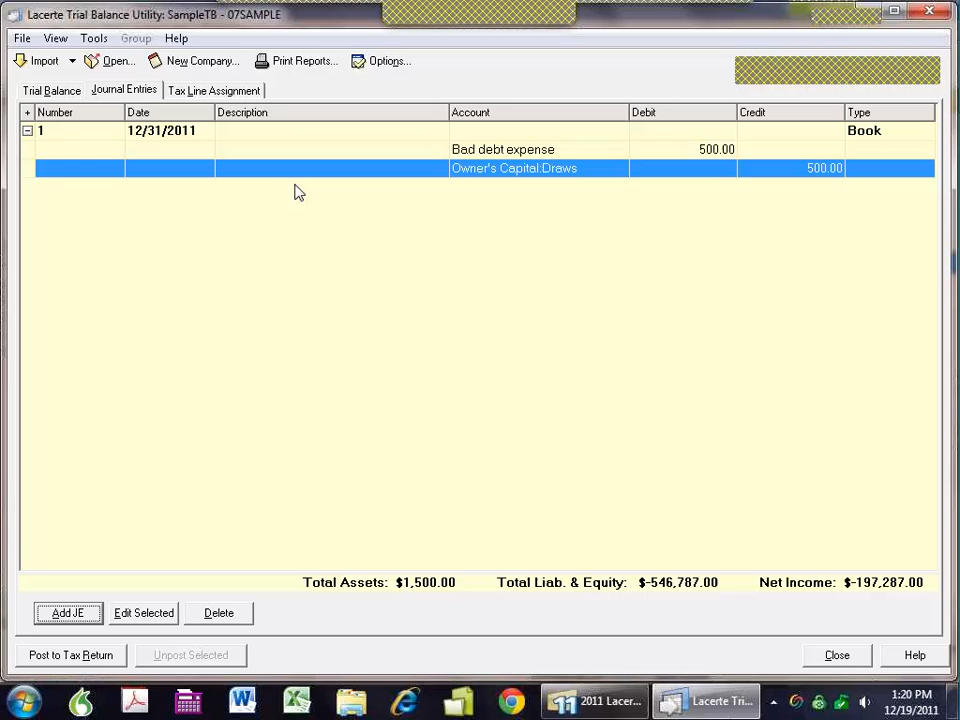 Lacerte Trial Balance Utility: SampleTB - 07SAMPLE
File View Tools Group Help
Import Open... New Company... Print Reports... Options...
Trial Balance Journal Entries Tax Line Assignment
+ Number Date Description Account Debit Credit Type
1 12/31/2011 Book
Bad debt expense 500.00
Owner's Capital:Draws 500.00
Total Assets: $1,500.00 Total Liab. & Equity: $-546,787.00 Net Income: $-197,287.00
Add JE Edit Selected Delete
Post to Tax Return Unpost Selected Close Help
2011 Lacer... Lacerte Tri... 1:20 PM
12/19/2011